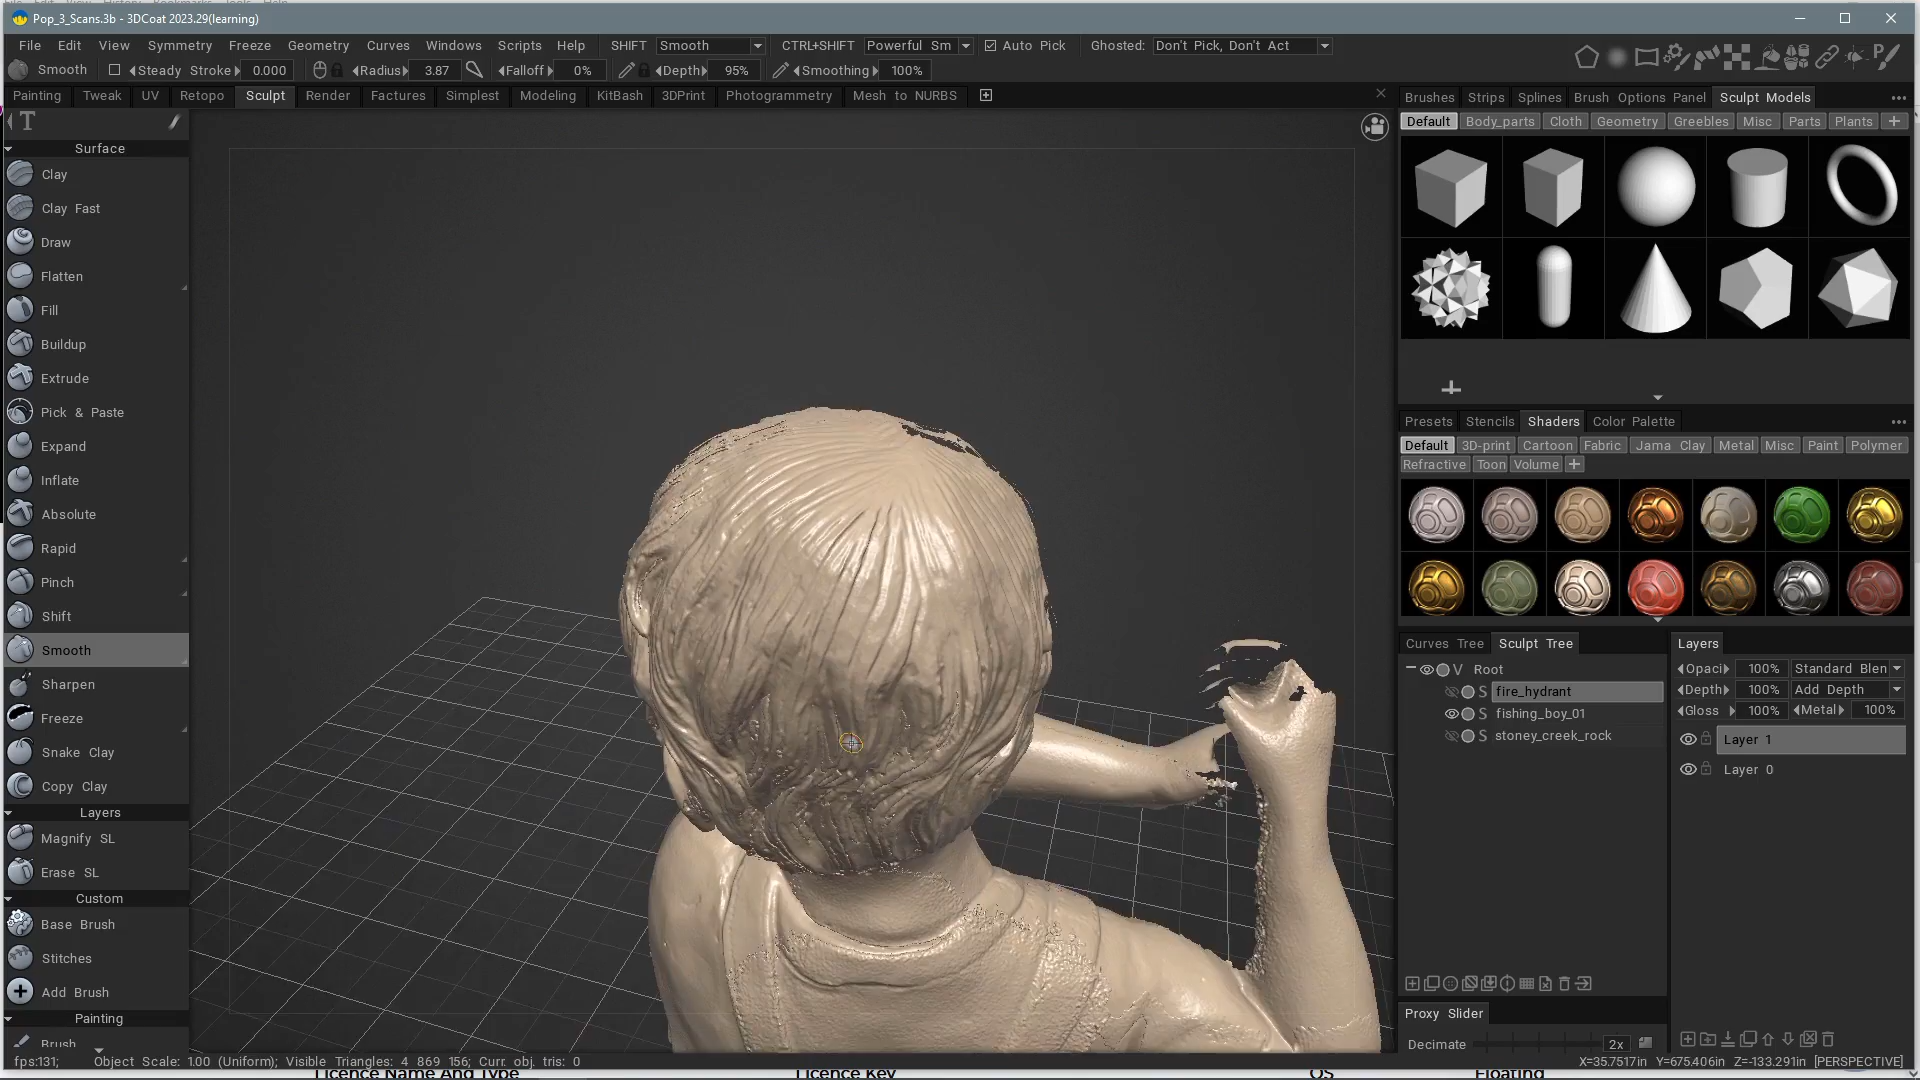 Pop_3_Scans.3b - 3DCoat 2023.29(learning)
File Edit View Symmetry Freeze Geometry Curves Windows Scripts Help SHIFT Smooth CTRL+SHIFT Powerful Sm Auto Pick Ghosted: Don't Pick, Don't Act
Smooth Steady Stroke 0.000 Radius 3.87 Falloff 0% Depth 95% Smoothing 100%
Painting Tweak UV Retopo Sculpt Render Factures Simplest Modeling KitBash 3DPrint Photogrammetry Mesh to NURBS
T
Surface
Clay
Clay Fast
Draw
Flatten
Fill
Buildup
Extrude
Pick & Paste
Expand
Inflate
Absolute
Rapid
Pinch
Shift
Smooth
Sharpen
Freeze
Snake Clay
Copy Clay
Layers
Magnify SL
Erase SL
Custom
Base Brush
Stitches
Add Brush
Painting
Brush
Brushes Strips Splines Brush Options Panel Sculpt Models
Default Body_parts Cloth Geometry Greebles Misc Parts Plants
Presets Stencils Shaders Color Palette
Default 3D-print Cartoon Fabric Jama Clay Metal Misc Paint Polymer
Refractive Toon Volume
Curves Tree Sculpt Tree
V Root
S fire_hydrant
S fishing_boy_01
S stoney_creek_rock
Proxy Slider
Decimate 2x
Layers
Opaci 100% Standard Blen
Depth 100% Add Depth
Gloss 100% Metal 100%
Layer 1
Layer 0
fps:131; Object Scale: 1.00 (Uniform); Visible Triangles: 4 869 156; Curr. obj. tris: 0 X=35.7517in Y=675.406in Z=-133.291in [PERSPECTIVE]
Licence Name And Type Licence Key OS Floating